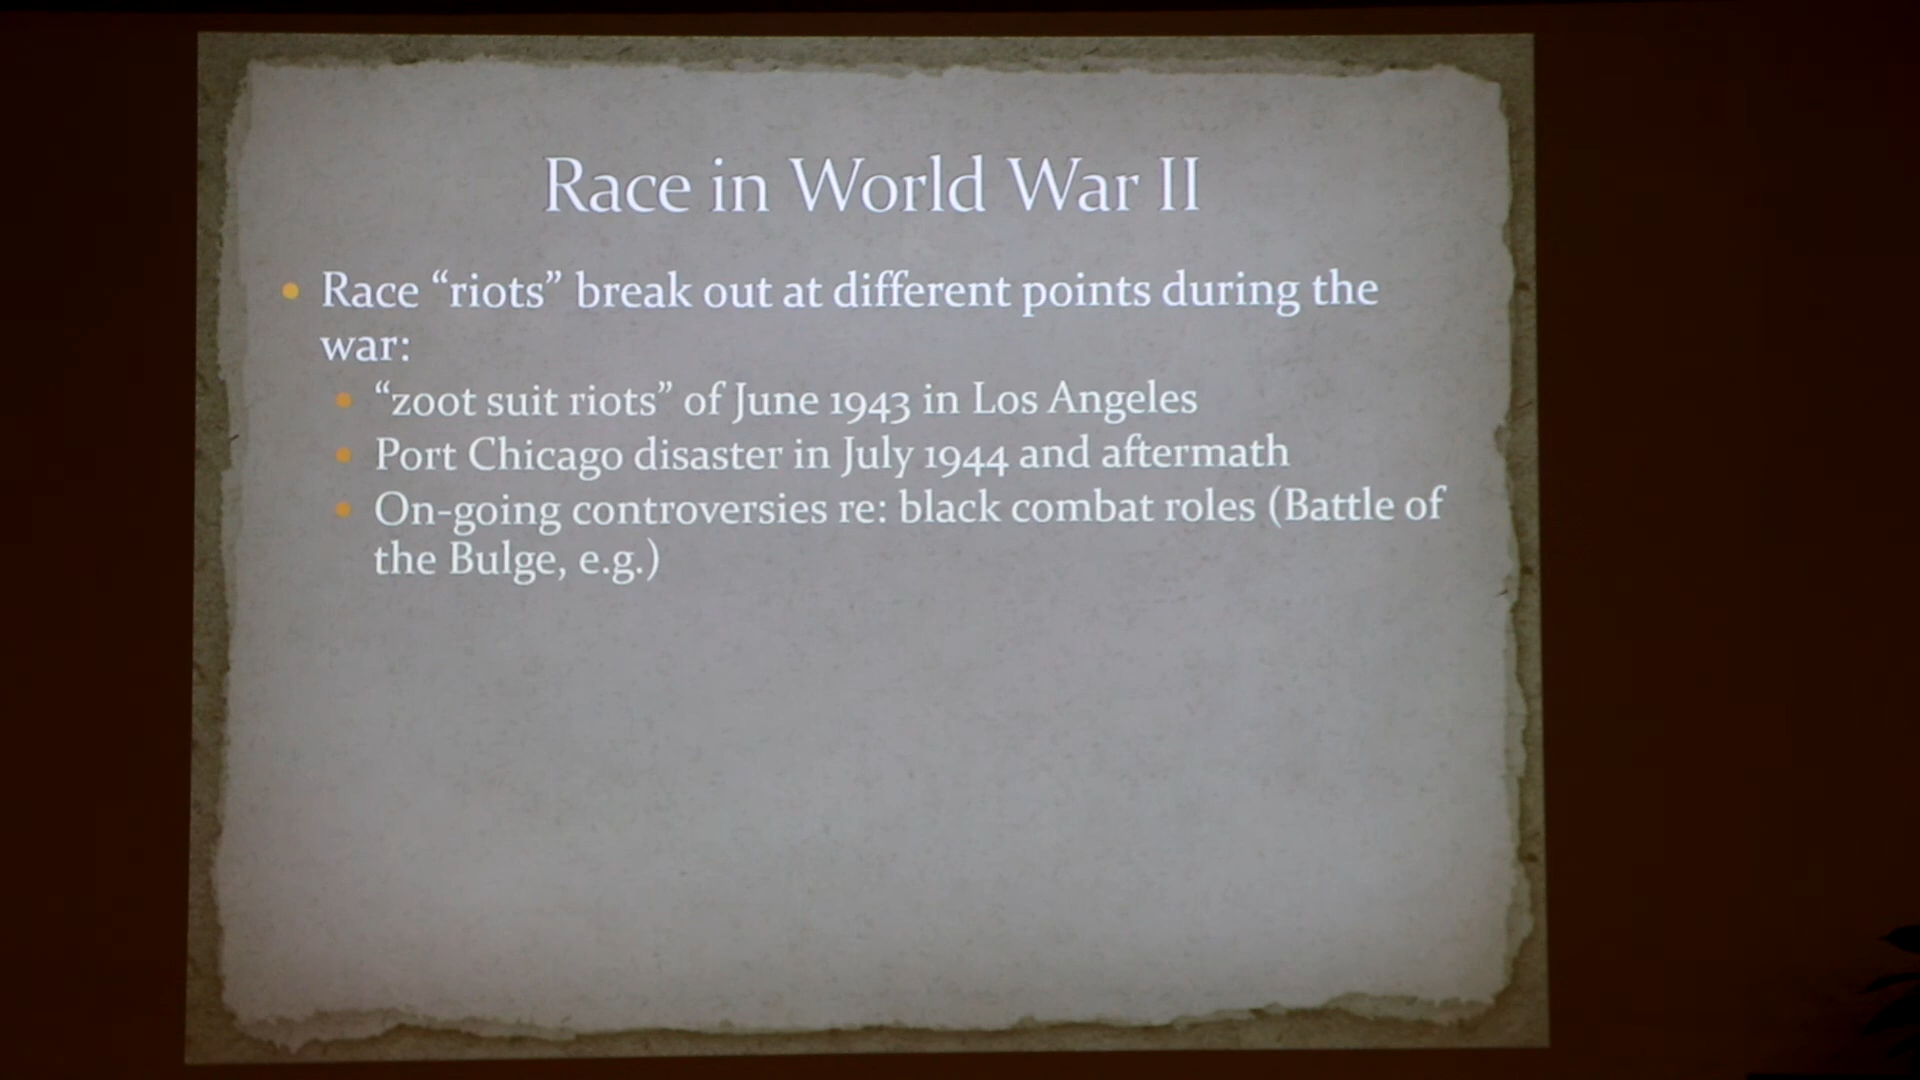 Race in World War II
• Race “riots” break out at different points during the
war:
• “zoot suit riots” of June 1943 in Los Angeles
• Port Chicago disaster in July 1944 and aftermath
• On-going controversies re: black combat roles (Battle of
the Bulge, e.g.)